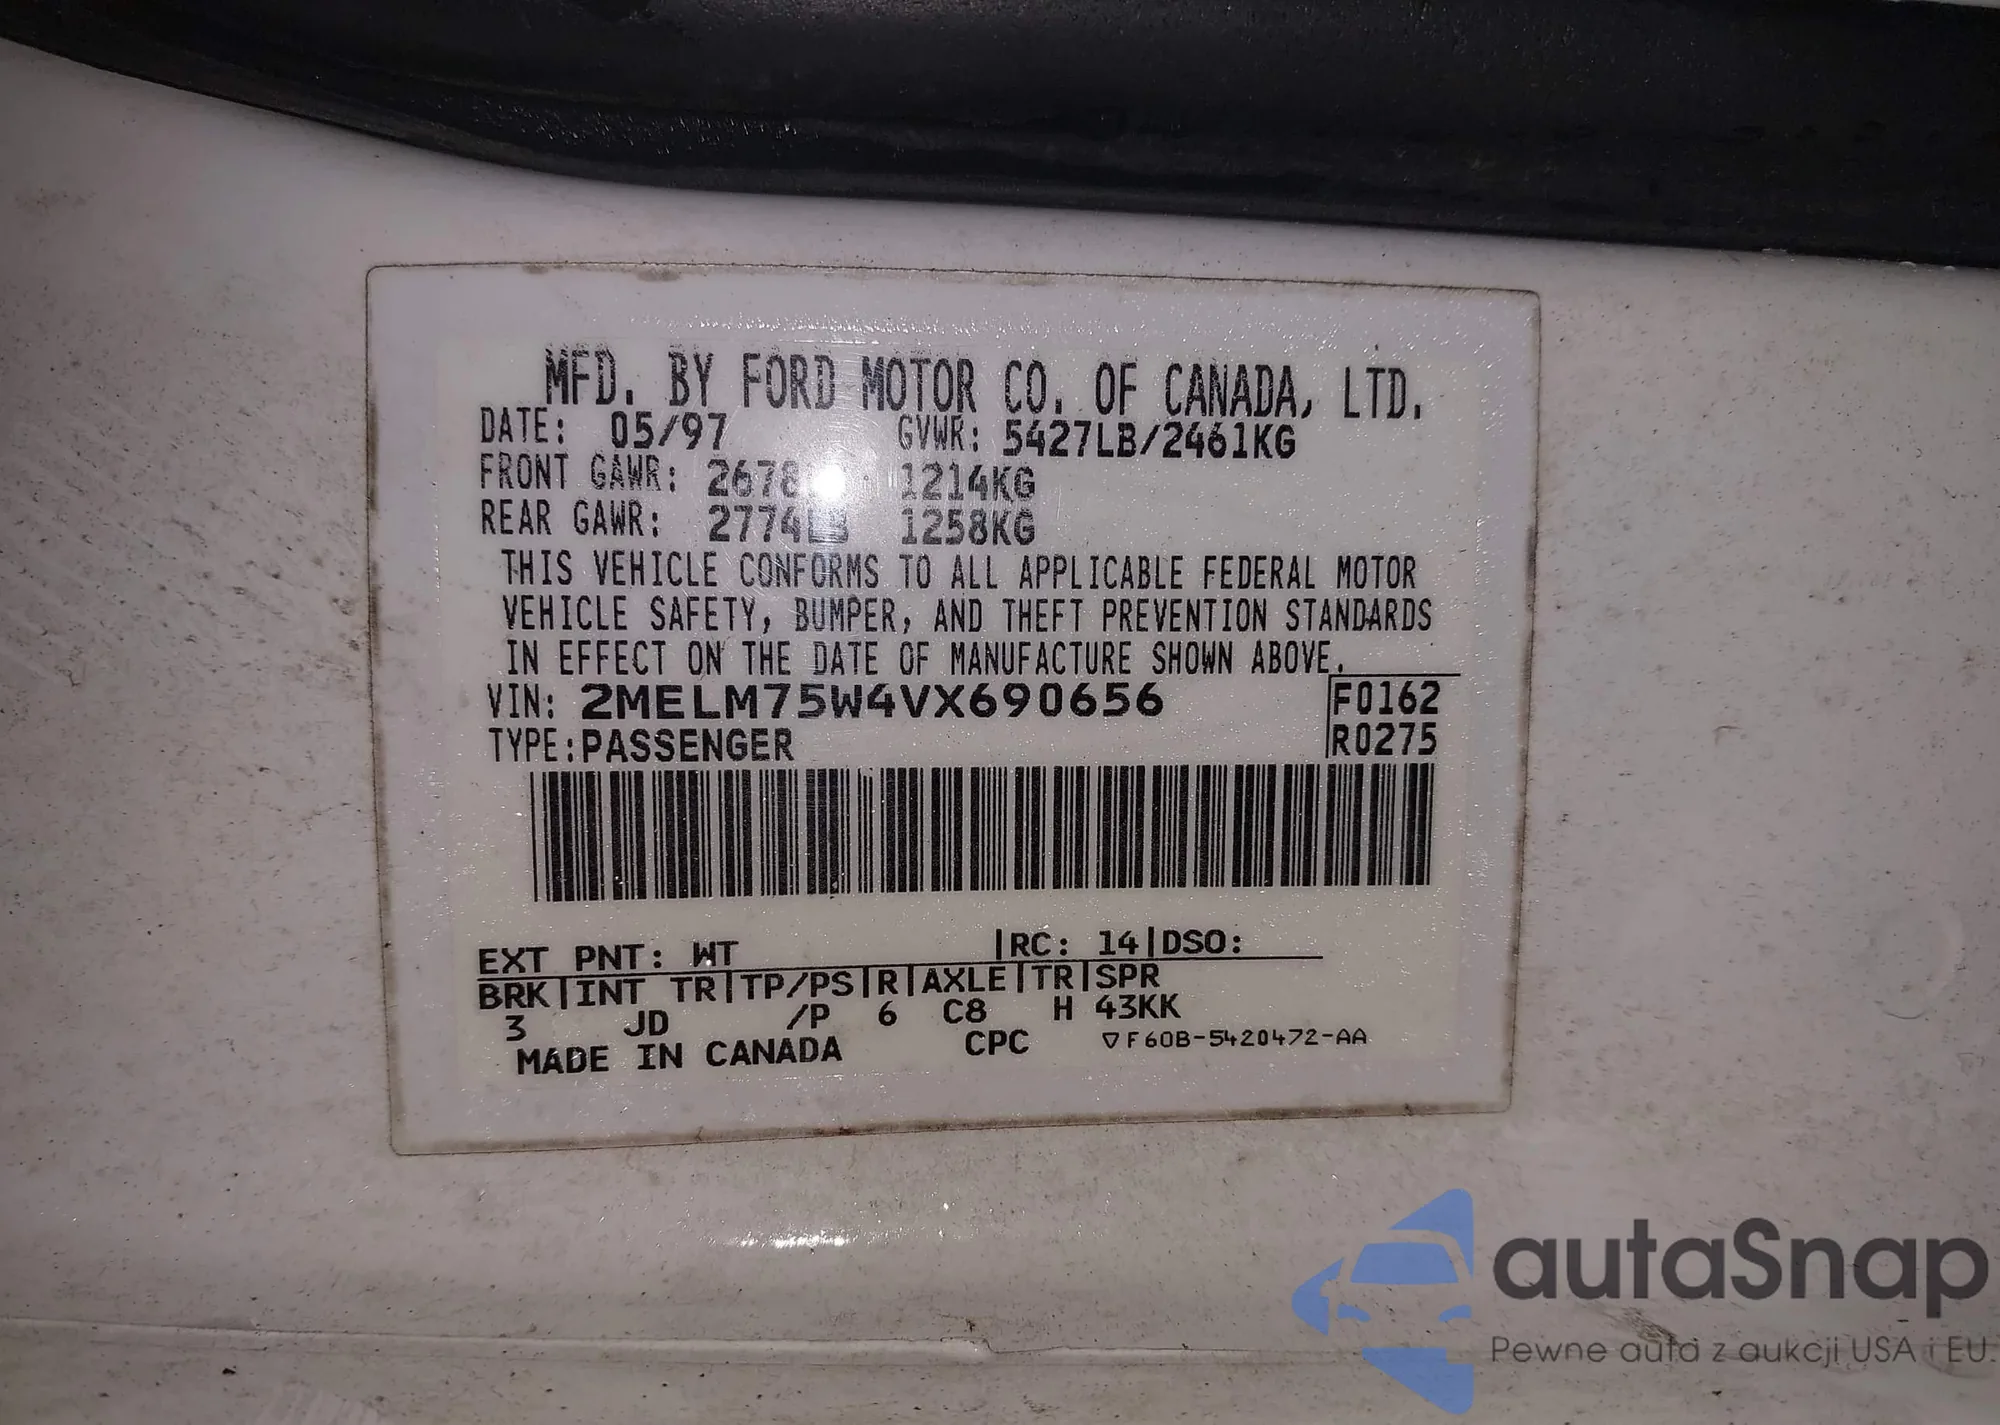 MFD. BY FORD MOTOR CO. OF CANADA, LTD.
DATE: 05/97 GVWR: 5427LB/2461KG
FRONT GAWR: 2678 1214KG
REAR GAWR: 2774LB 1258KG
THIS VEHICLE CONFORMS TO ALL APPLICABLE FEDERAL MOTOR
VEHICLE SAFETY, BUMPER, AND THEFT PREVENTION STANDARDS
IN EFFECT ON THE DATE OF MANUFACTURE SHOWN ABOVE.
VIN: 2MELM75W4VX690656 F0162
TYPE: PASSENGER R0275
EXT PNT: WT |RC: 14|DSO:
BRK|INT TR|TP/PS|R|AXLE|TR|SPR
3 JD /P 6 C8 H 43KK
MADE IN CANADA CPC ▽F60B-5420472-AA
autaSnap
Pewne auta z aukcji USA i EU.